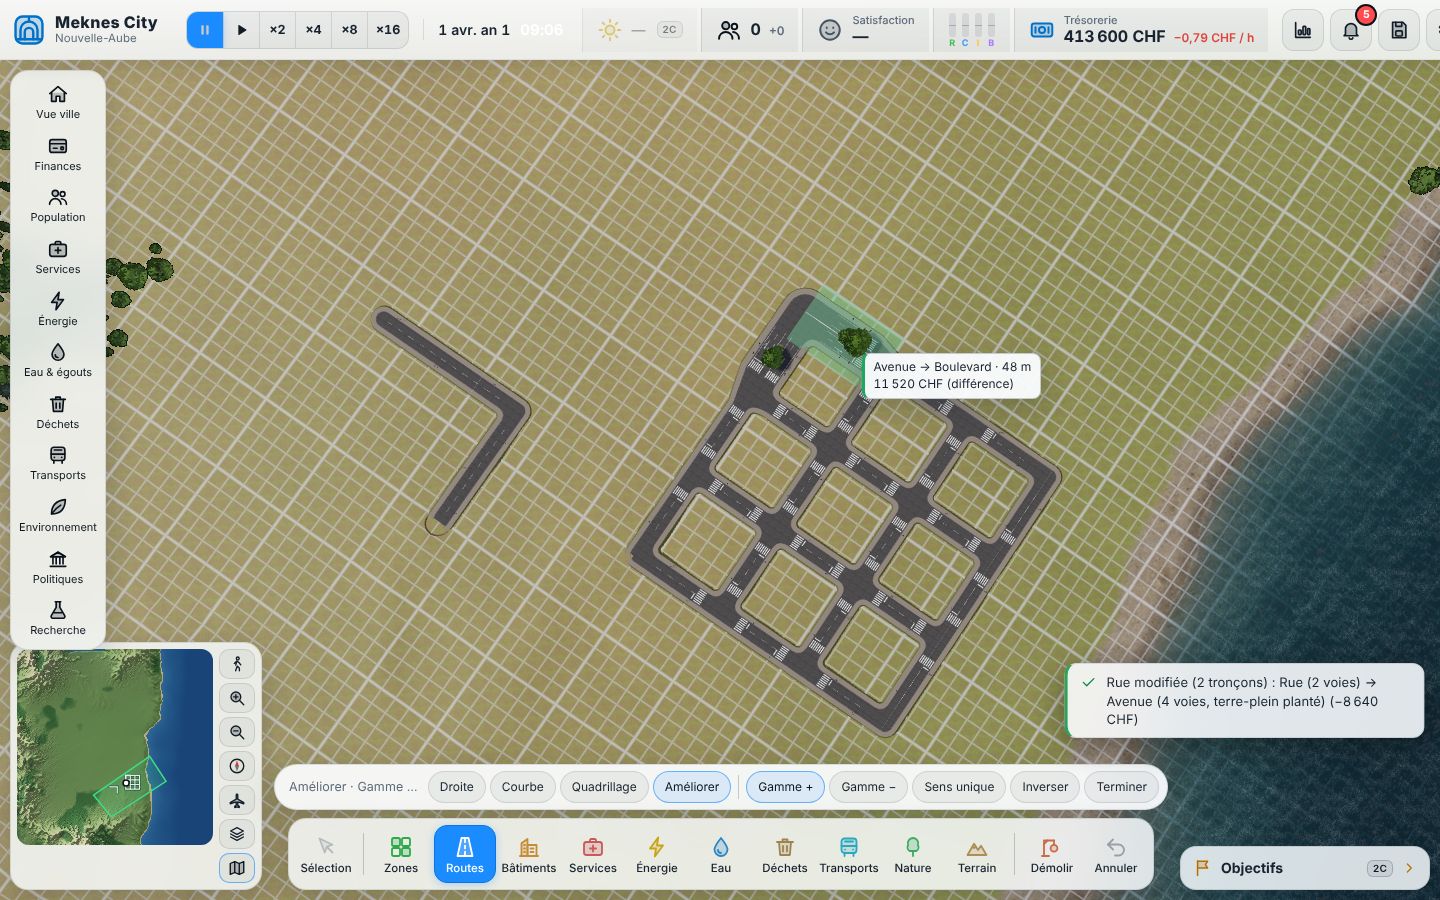 Meknes City
Nouvelle-Aube
×2
×4
×8
×16
1 avr. an 1
09:06
—
2C
0
+0
Satisfaction
—
R C I B
Trésorerie
413 600 CHF
−0,79 CHF / h
5
Vue ville
Finances
Population
Services
Énergie
Eau & égouts
Déchets
Transports
Environnement
Politiques
Recherche
Avenue → Boulevard · 48 m
11 520 CHF (différence)
Rue modifiée (2 tronçons) : Rue (2 voies) →
Avenue (4 voies, terre-plein planté) (−8 640
CHF)
Améliorer · Gamme ...
Droite
Courbe
Quadrillage
Améliorer
Gamme +
Gamme −
Sens unique
Inverser
Terminer
Sélection
Zones
Routes
Bâtiments
Services
Énergie
Eau
Déchets
Transports
Nature
Terrain
Démolir
Annuler
Objectifs
2C